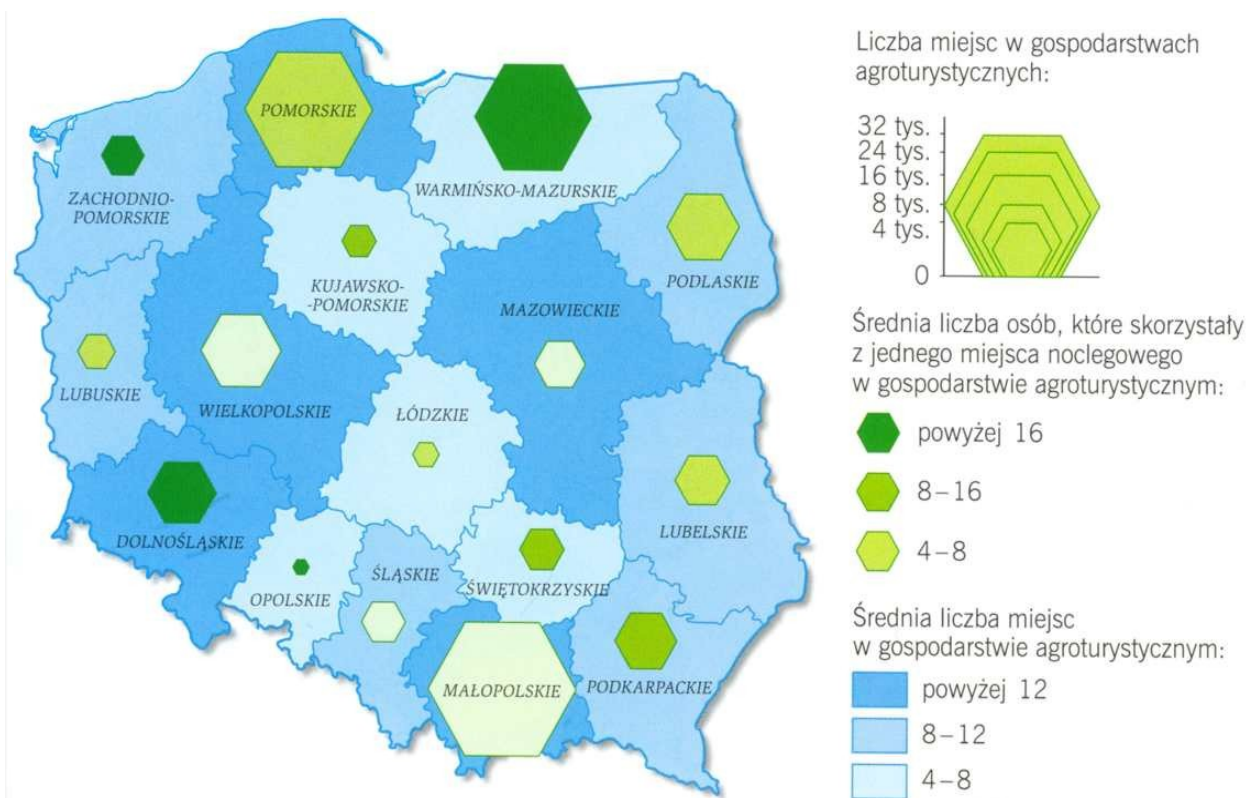 POMORSKIE
WARMIŃSKO-MAZURSKIE
ZACHODNIO-
POMORSKIE
KUJAWSKO-
-POMORSKIE
PODLASKIE
MAZOWIECKIE
LUBUSKIE
WIELKOPOLSKIE
ŁÓDZKIE
DOLNOŚLĄSKIE
LUBELSKIE
OPOLSKIE
ŚLĄSKIE
ŚWIĘTOKRZYSKIE
MAŁOPOLSKIE
PODKARPACKIE
Liczba miejsc w gospodarstwach
agroturystycznych:
32 tys.
24 tys.
16 tys.
8 tys.
4 tys.
0
Średnia liczba osób, które skorzystały
z jednego miejsca noclegowego
w gospodarstwie agroturystycznym:
powyżej 16
8–16
4–8
Średnia liczba miejsc
w gospodarstwie agroturystycznym:
powyżej 12
8–12
4–8